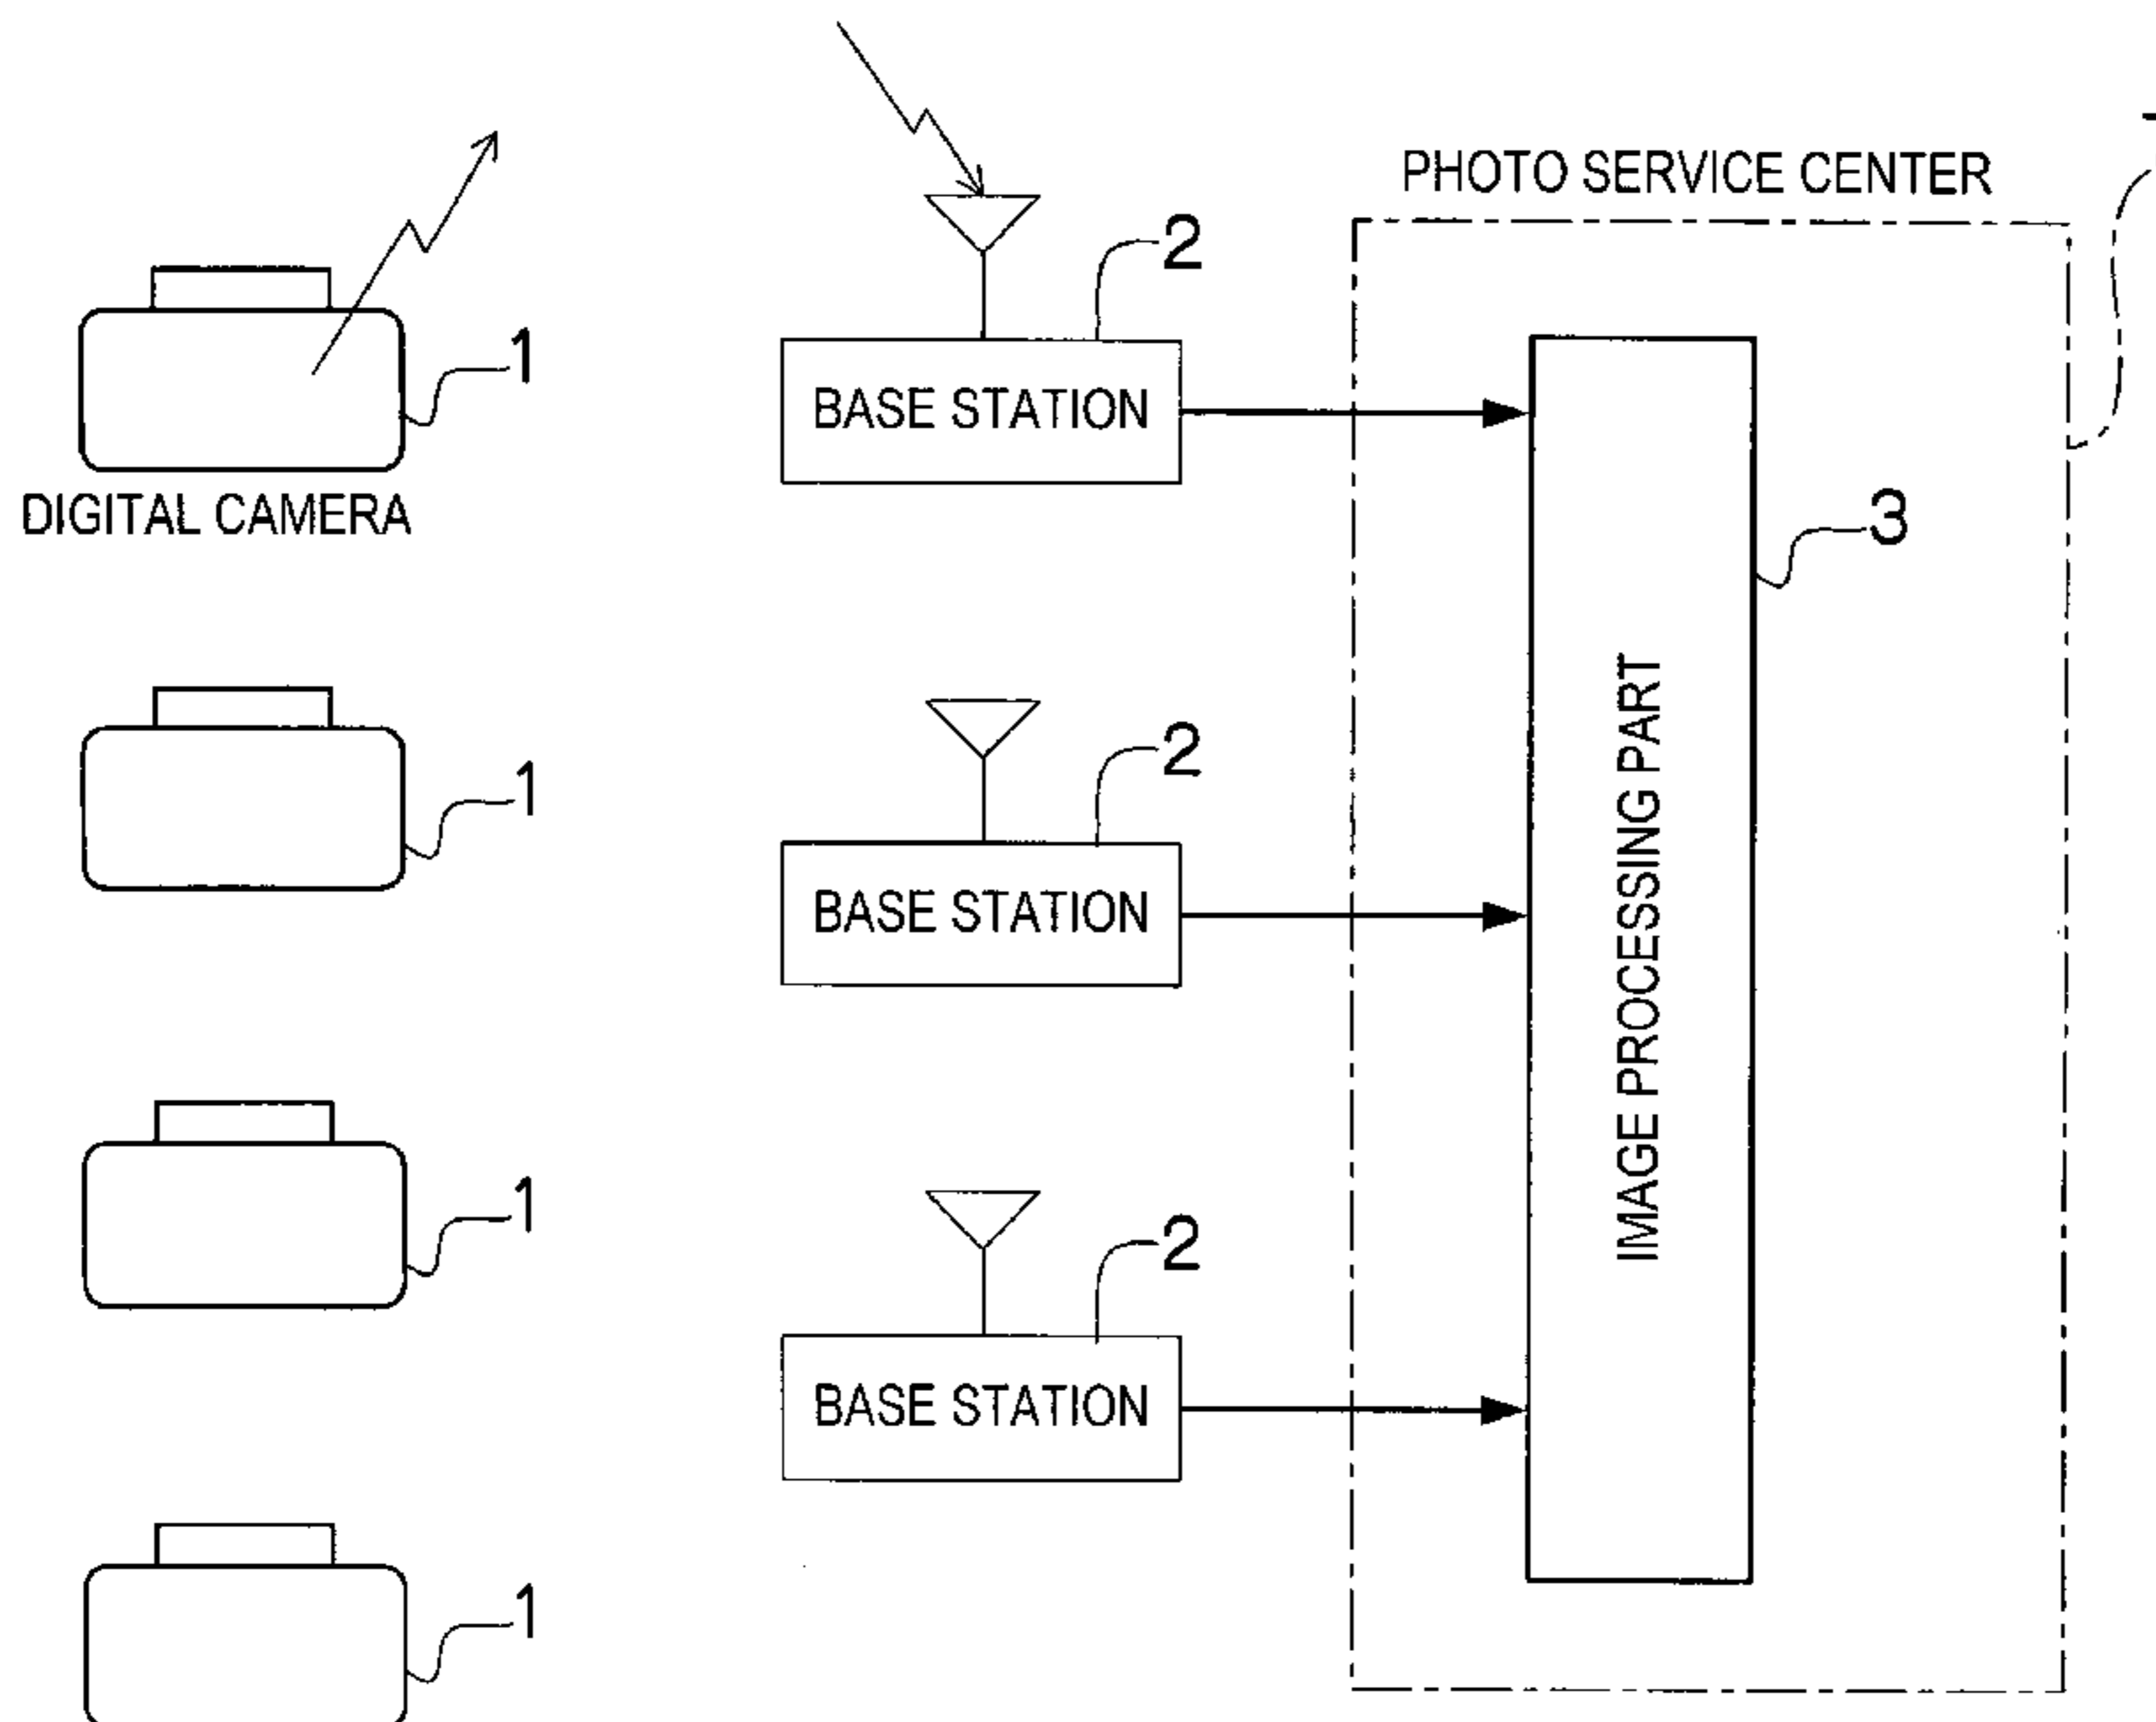 PHOTO SERVICE CENTER
2
1
BASE STATION
DIGITAL CAMERA
3
2
1
BASE STATION
IMAGE PROCESSING PART
1
2
BASE STATION
1